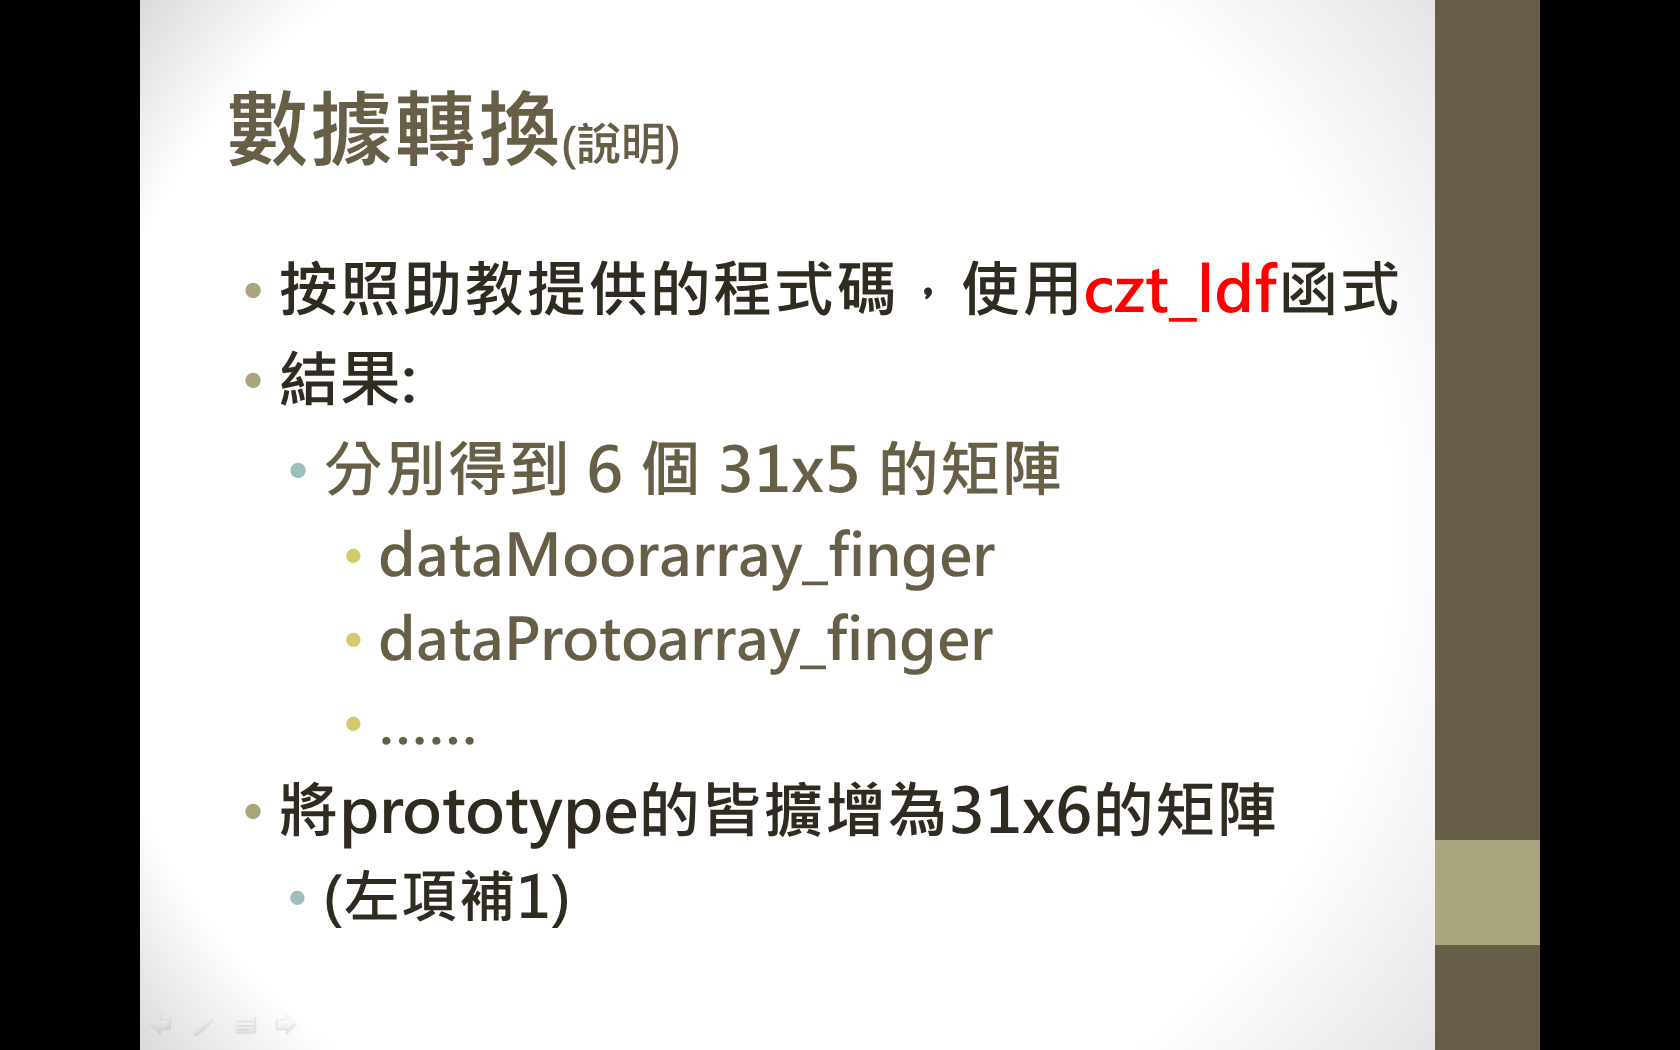 數據轉換(說明)
按照助教提供的程式碼，使用czt_ldf函式
結果:
分別得到 6 個 31x5 的矩陣
dataMoorarray_finger
dataProtoarray_finger
……
將prototype的皆擴增為31x6的矩陣
(左項補1)